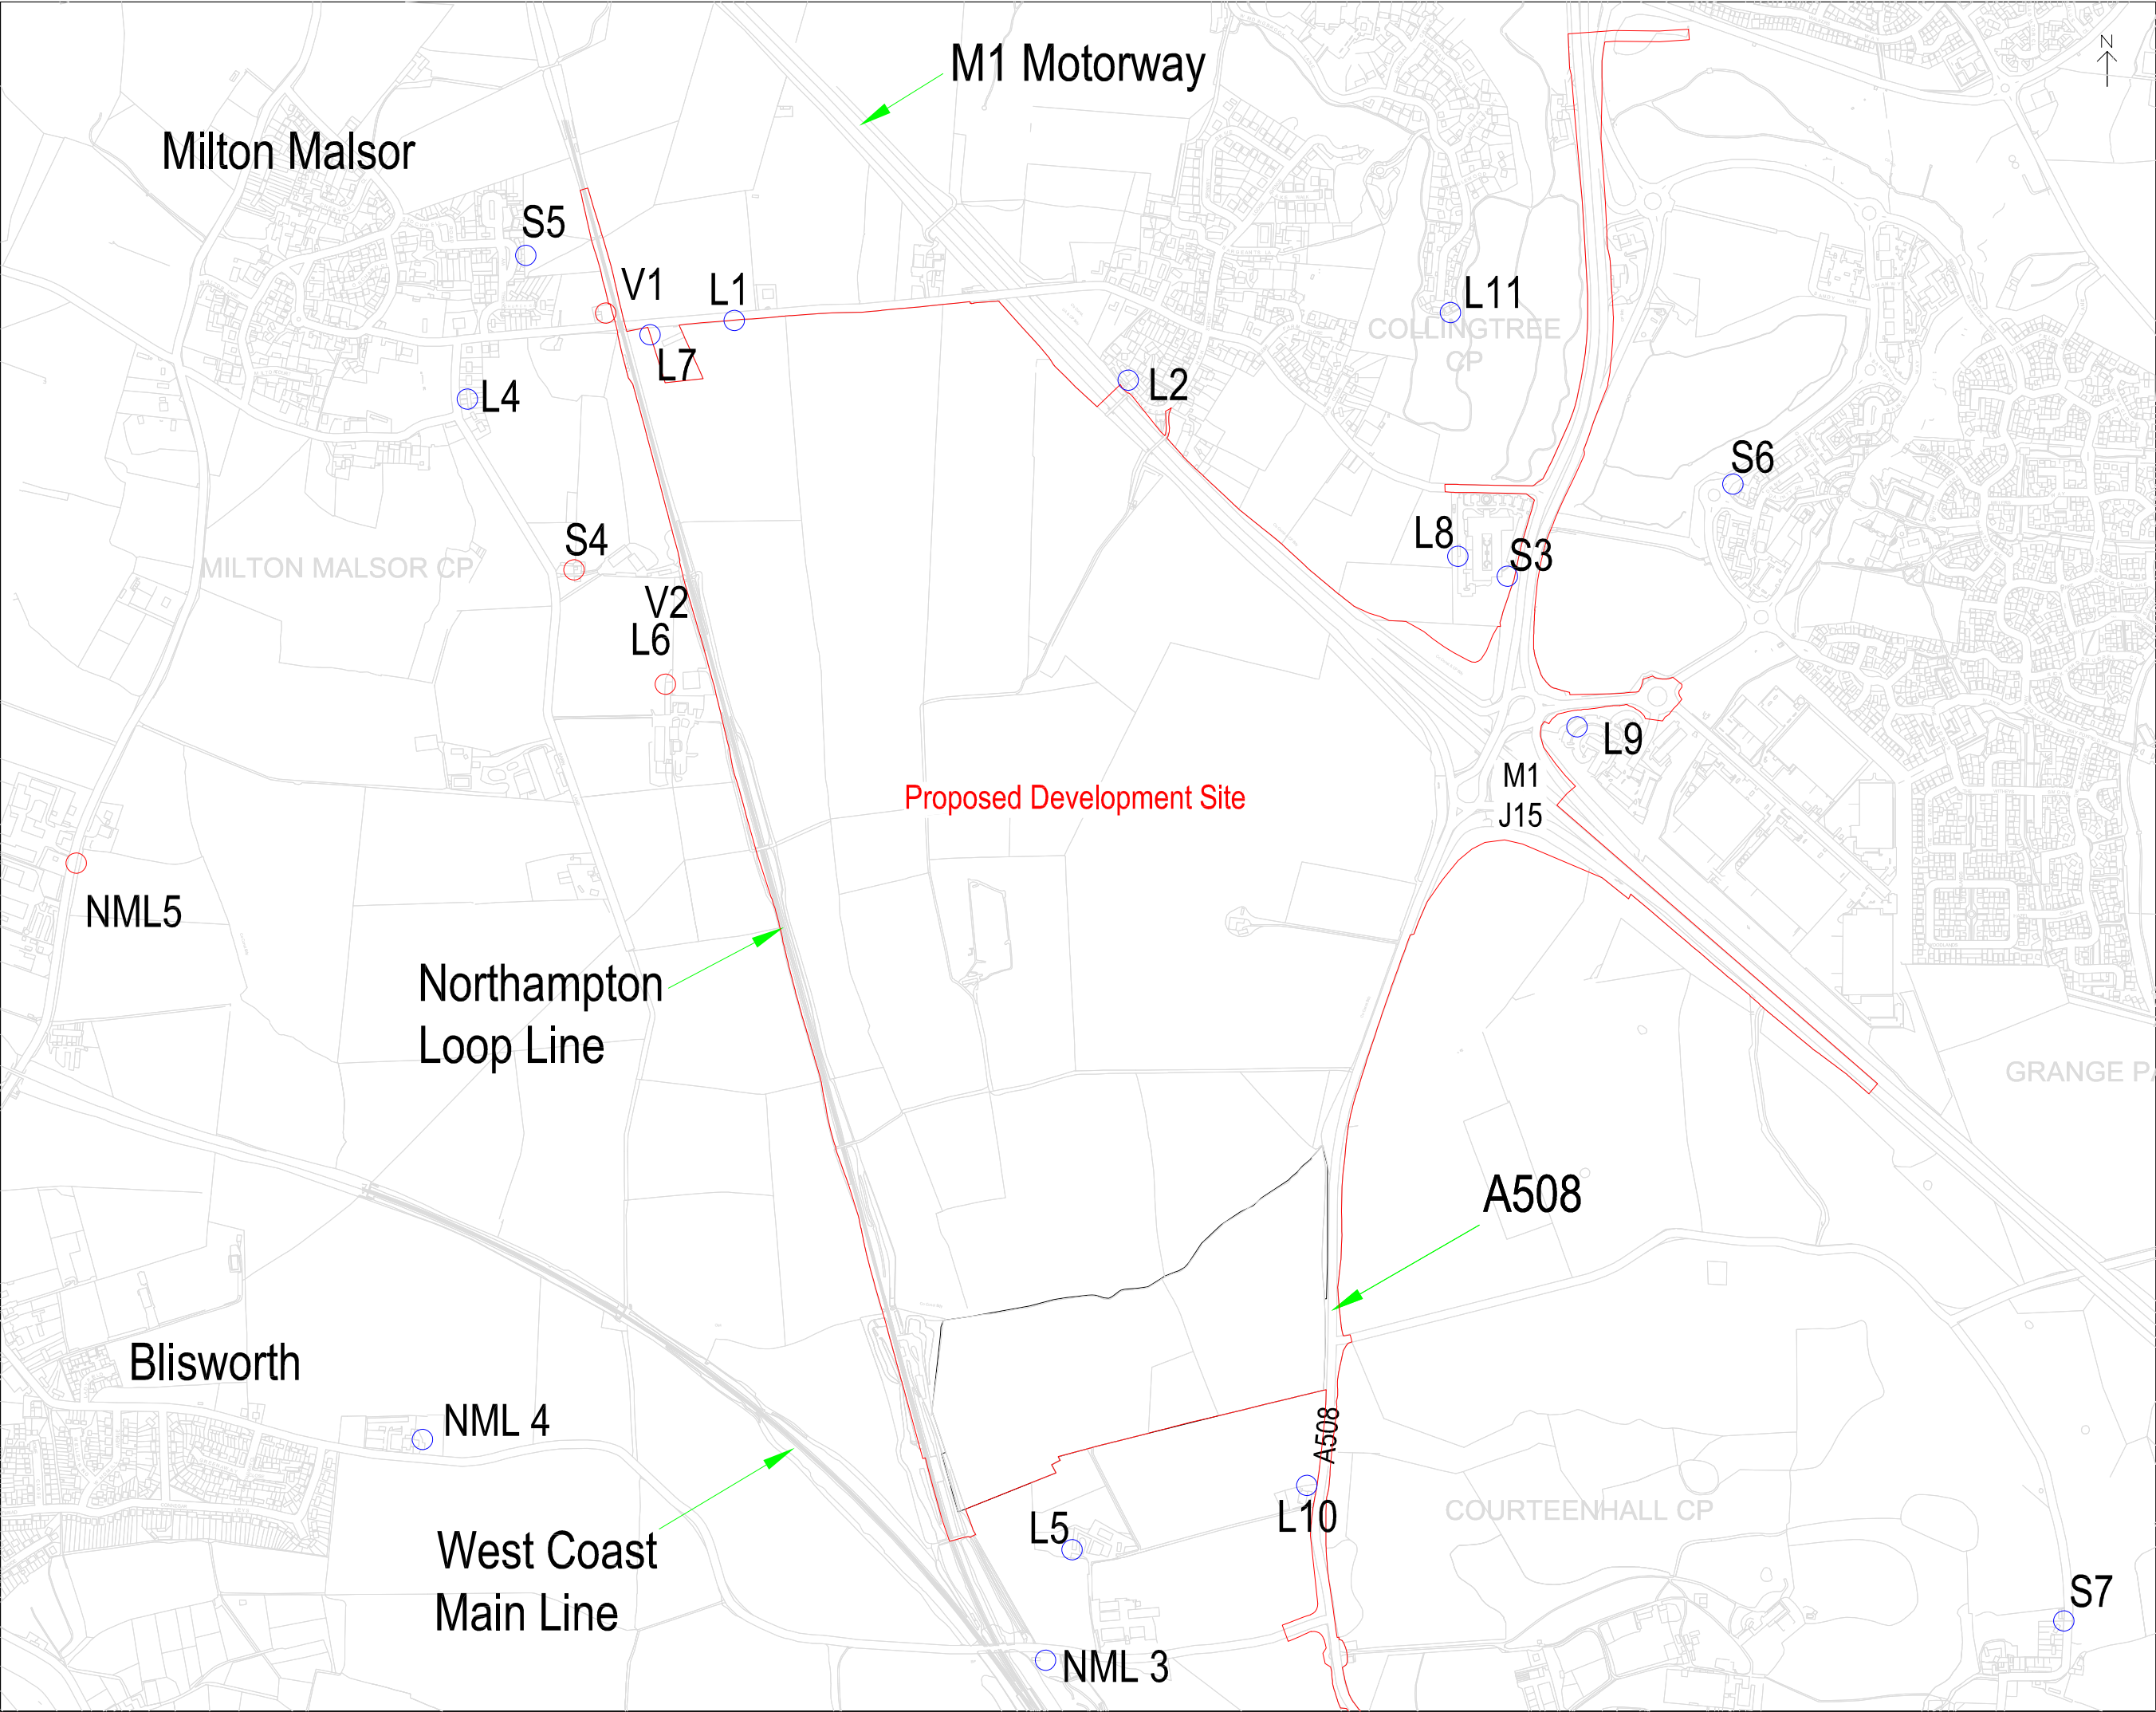 M1 Motorway
N
Milton Malsor
S5
V1
L1
L11
COLLINGTREE
CP
L7
L2
L4
S6
S4
L8
S3
MILTON MALSOR CP
V2
L6
L9
Proposed Development Site
M1
J15
NML5
Northampton
Loop Line
GRANGE PA
A508
Blisworth
NML 4
A508
COURTEENHALL CP
L5
L10
West Coast
Main Line
S7
NML 3